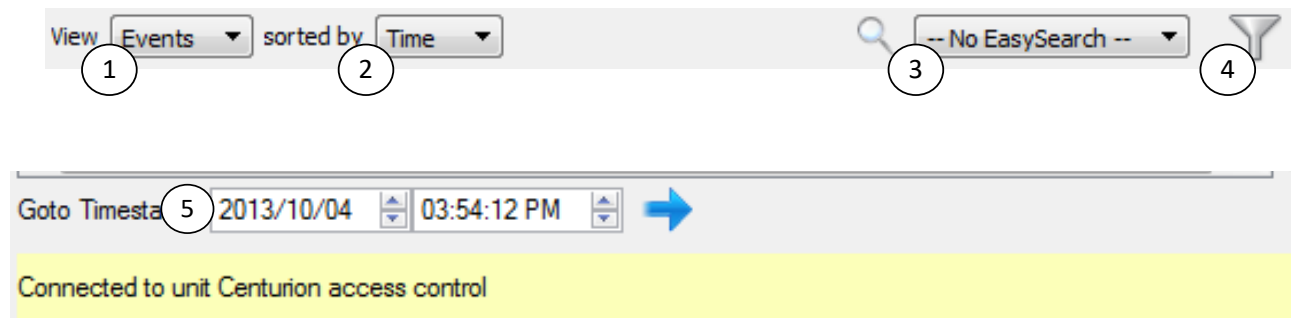 View Events sorted by Time -- No EasySearch --
1 2 3 4
Goto Timesta 5 2013/10/04 03:54:12 PM
Connected to unit Centurion access control